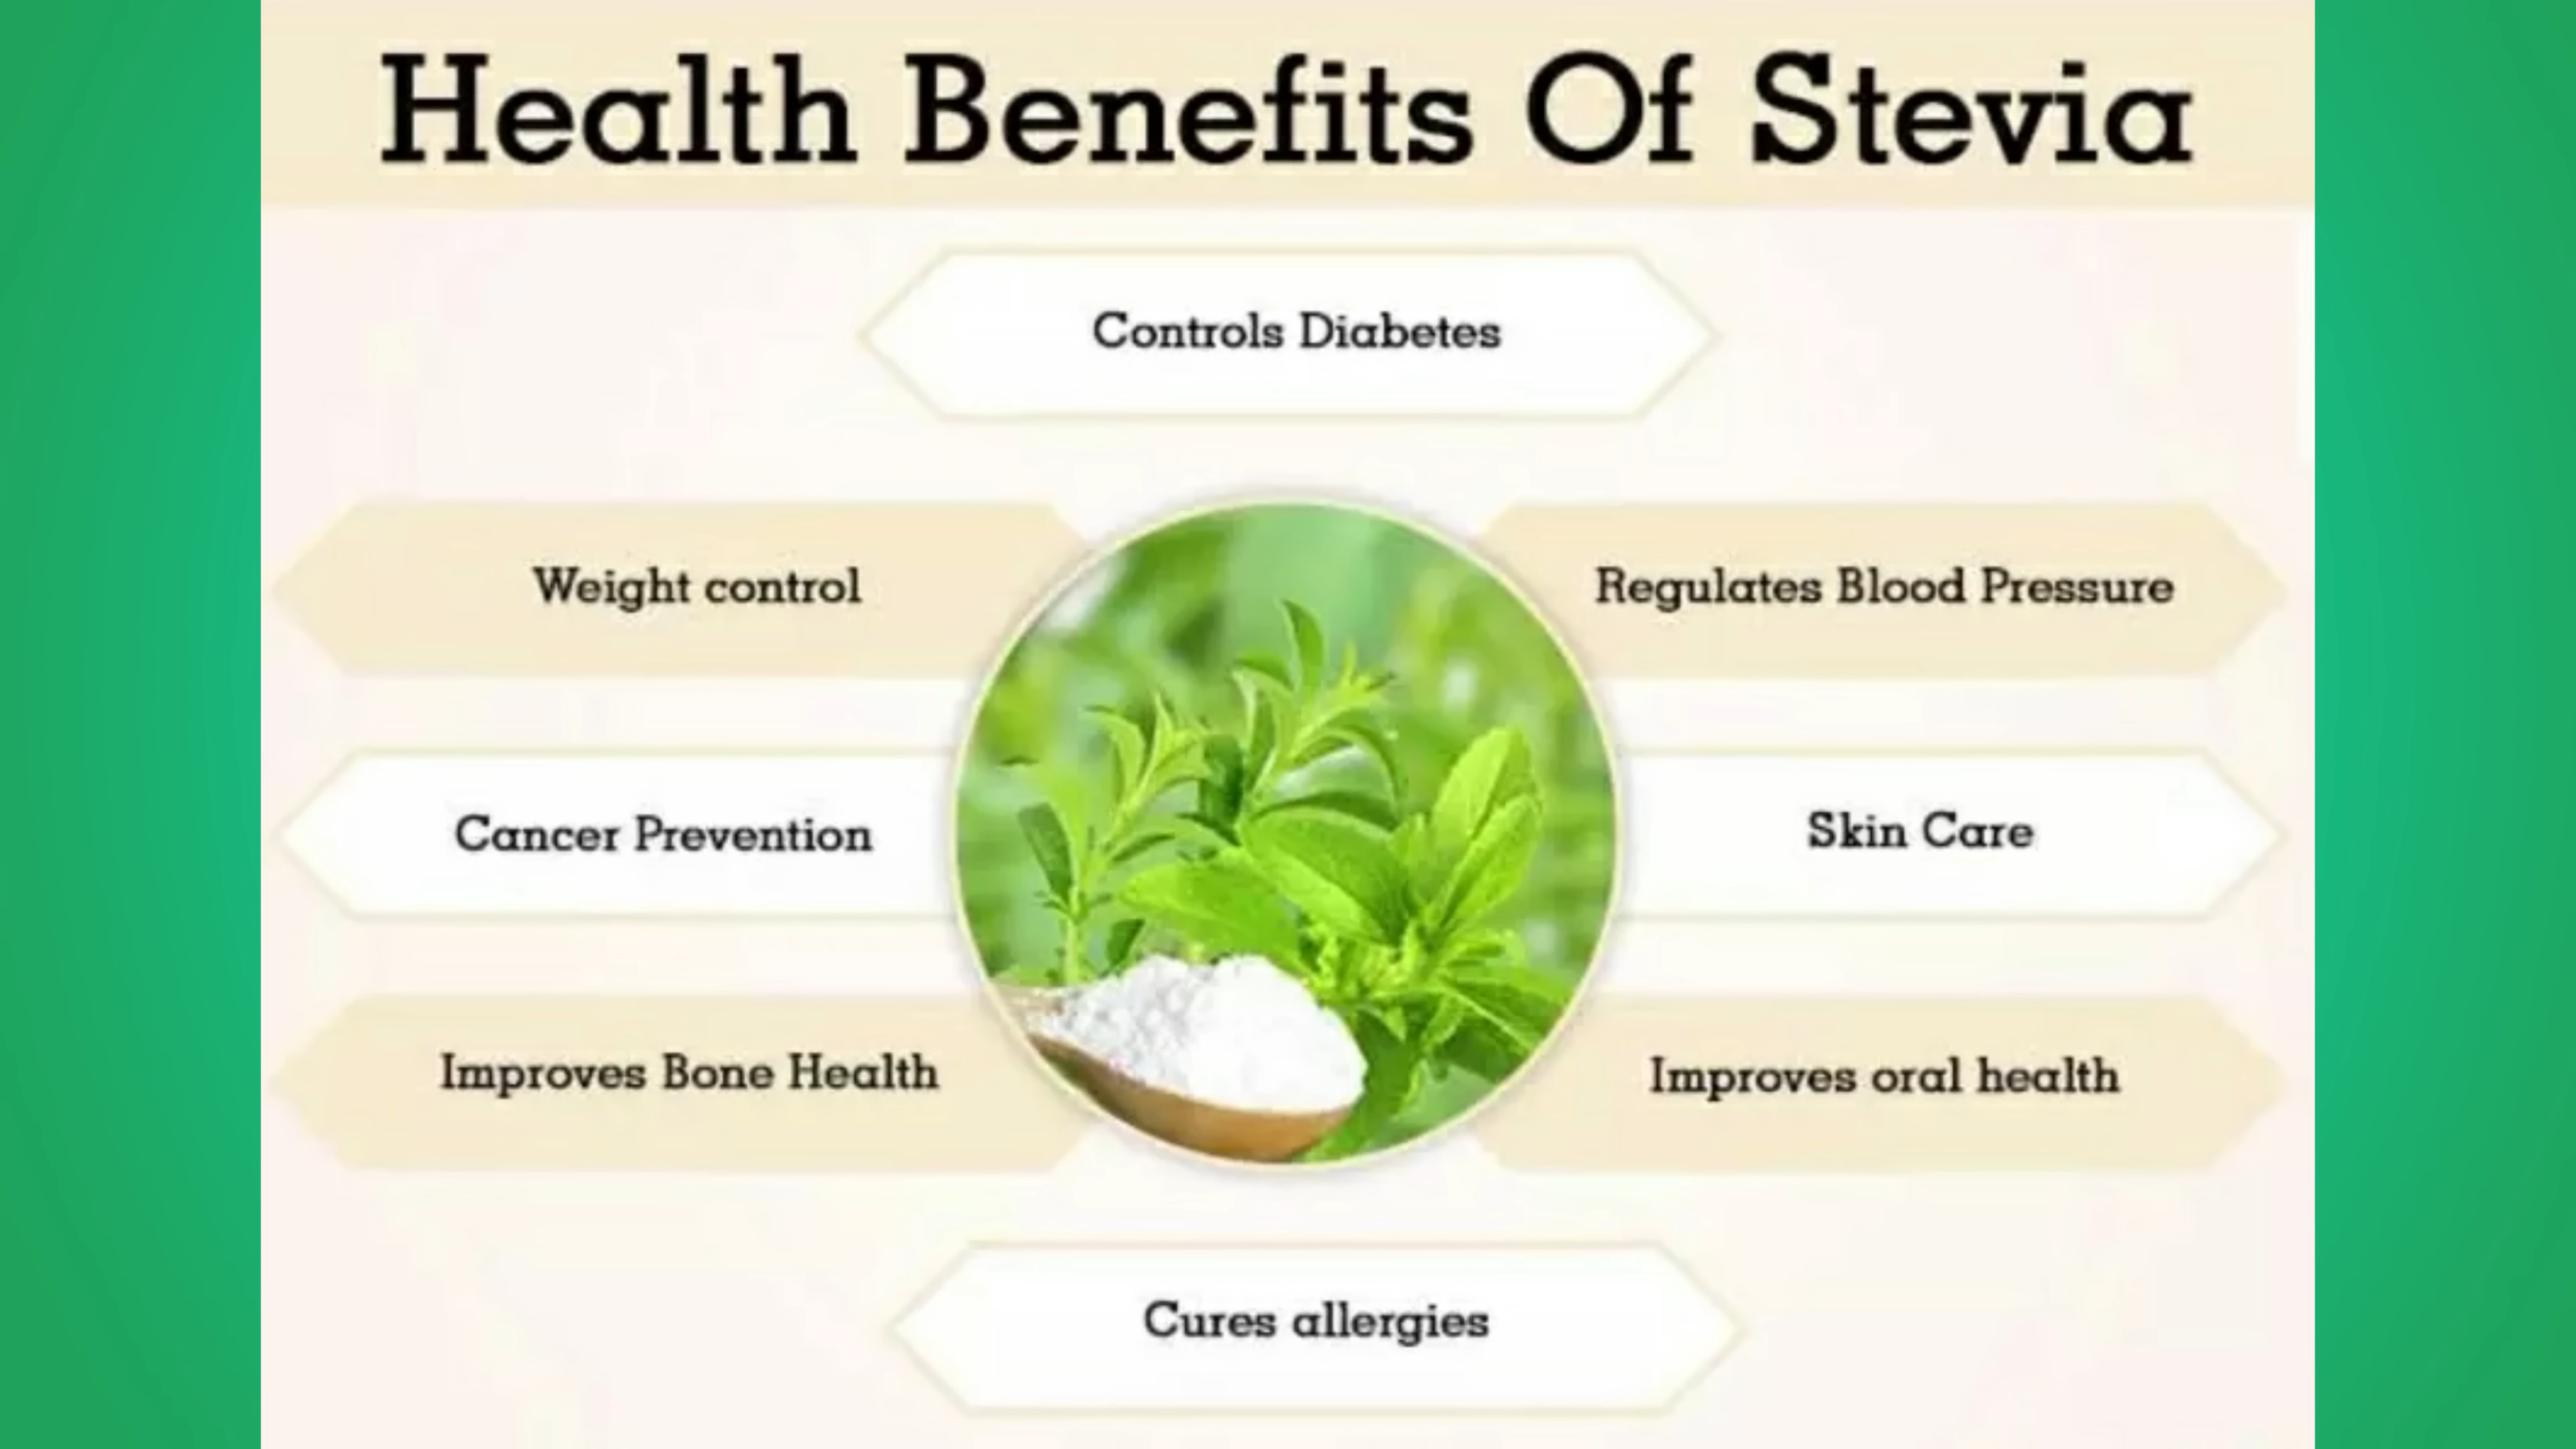 Health Benefits Of Stevia
Controls Diabetes
Weight control
Regulates Blood Pressure
Cancer Prevention
Skin Care
Improves Bone Health
Improves oral health
Cures allergies